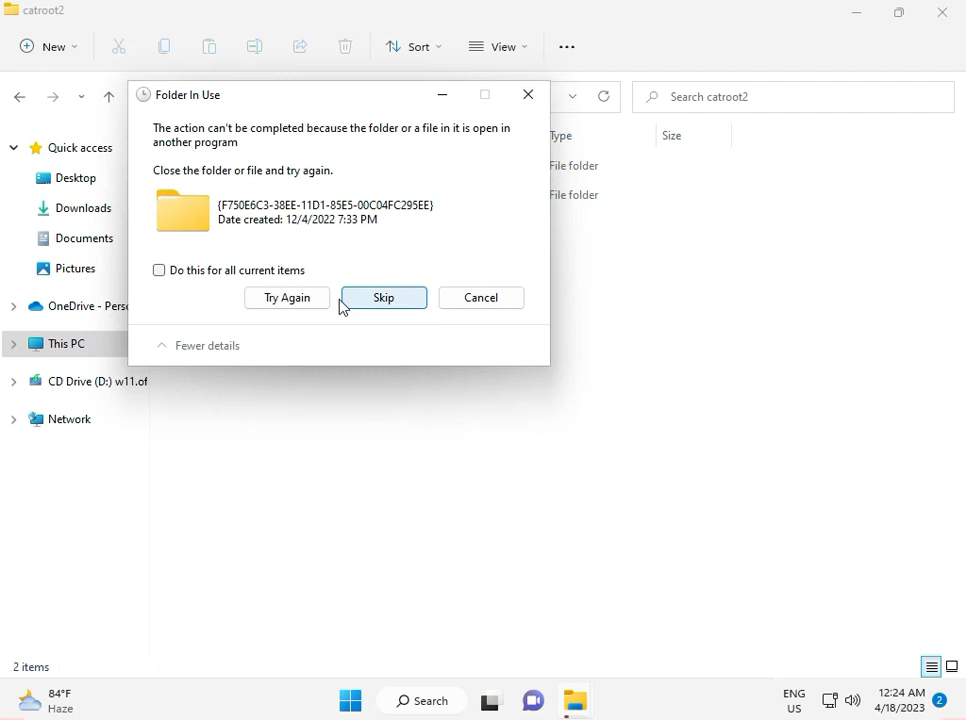 catroot2
New
Sort
View
Folder In Use
Search catroot2
The action can't be completed because the folder or a file in it is open in
another program
Close the folder or file and try again.
{F750E6C3-38EE-11D1-85E5-00C04FC295EE}
Date created: 12/4/2022 7:33 PM
Do this for all current items
Try Again
Skip
Cancel
Fewer details
Type
Size
File folder
File folder
Quick access
Desktop
Downloads
Documents
Pictures
OneDrive - Perso
This PC
CD Drive (D:) w11.of
Network
2 items
84°F
Haze
Search
ENG
US
12:24 AM
4/18/2023
2